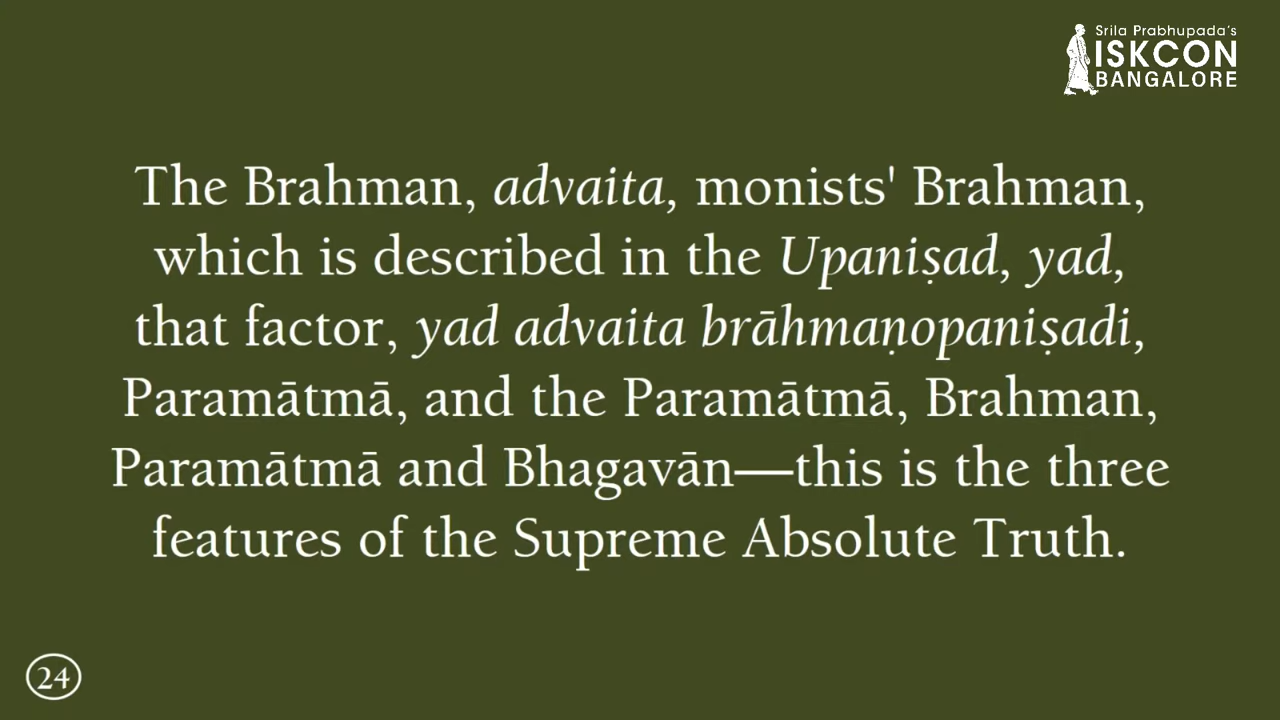 Srila Prabhupada's
ISKCON
BANGALORE
The Brahman, advaita, monists' Brahman,
which is described in the Upaniṣad, yad,
that factor, yad advaita brāhmaṇopaniṣadi,
Paramātmā, and the Paramātmā, Brahman,
Paramātmā and Bhagavān—this is the three
features of the Supreme Absolute Truth.
24